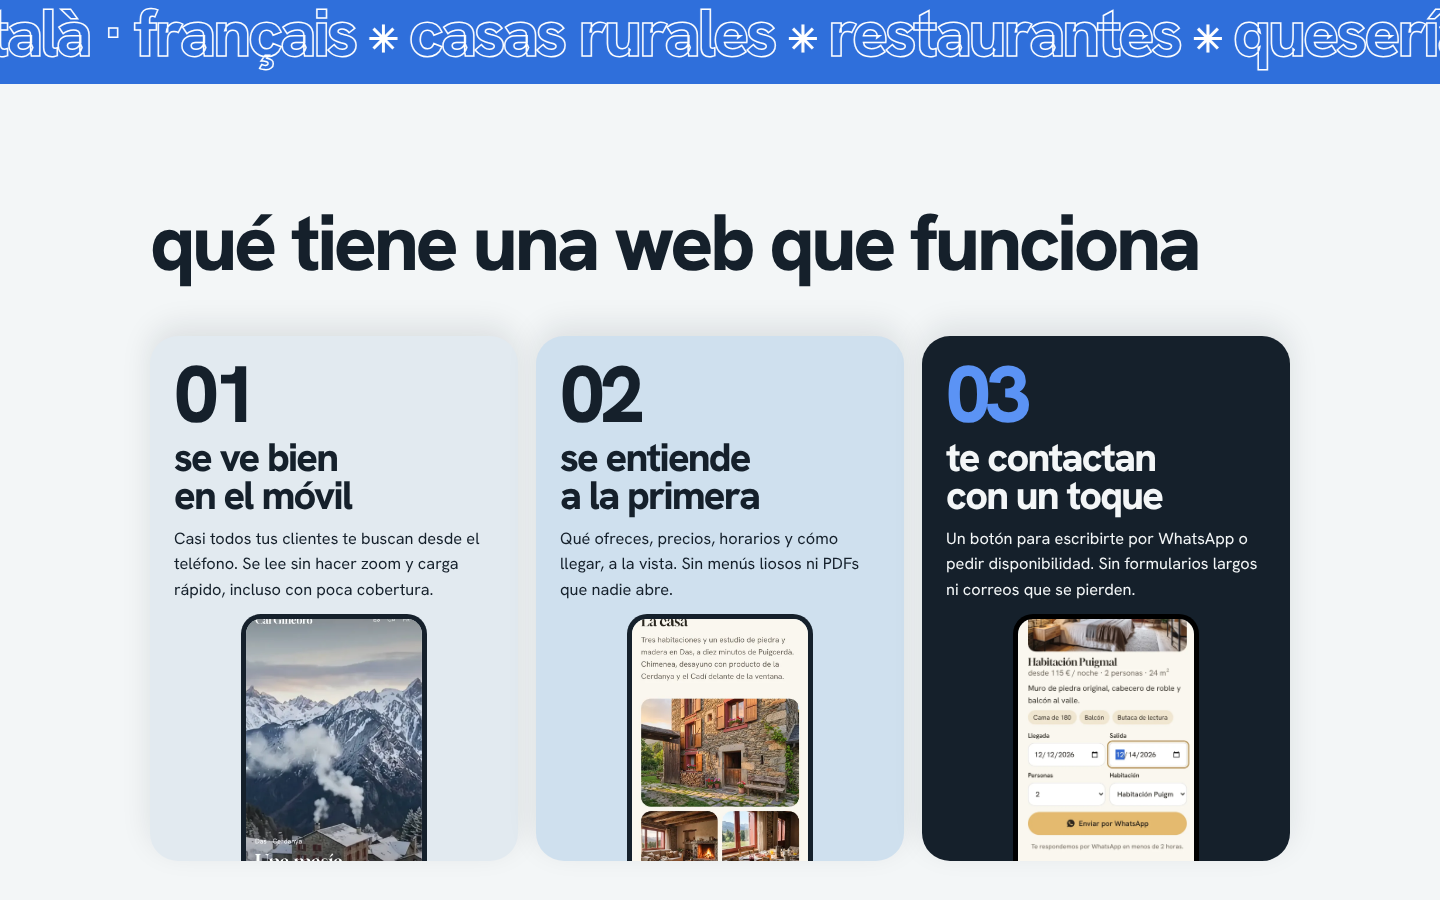 talà · français ✳ casas rurales ✳ restaurantes ✳ quesería
qué tiene una web que funciona
01
se ve bien
en el móvil
Casi todos tus clientes te buscan desde el
teléfono. Se lee sin hacer zoom y carga
rápido, incluso con poca cobertura.
Cal Ginebró
Das · Cerdanya
Una masía
02
se entiende
a la primera
Qué ofreces, precios, horarios y cómo
llegar, a la vista. Sin menús liosos ni PDFs
que nadie abre.
La casa
Tres habitaciones y un estudio de piedra y
madera en Das, a diez minutos de Puigcerdà.
Chimenea, desayuno con producto de la
Cerdanya y el Cadí delante de la ventana.
03
te contactan
con un toque
Un botón para escribirte por WhatsApp o
pedir disponibilidad. Sin formularios largos
ni correos que se pierden.
Habitación Puigmal
desde 115 € / noche · 2 personas · 24 m²
Muro de piedra original, cabecero de roble y
balcón al valle.
Cama de 180 Balcón Butaca de lectura
Llegada Salida
12/12/2026 12/14/2026
Personas Habitación
2 Habitación Puigm
Enviar por WhatsApp
Te respondemos por WhatsApp en menos de 2 horas.